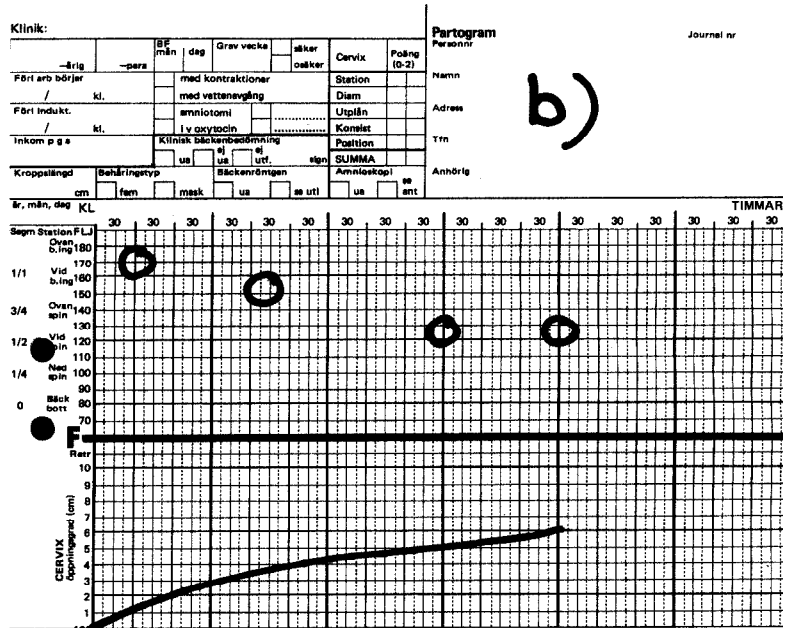 Klinik:
Partogram
Journal nr
BF
mån dag
Grav vecka
säker
osäker
Cervix
Poäng
(0-2)
Personnr
—årig
—para
Förl arb börjer
med kontraktioner
Station
Namn
/ kl.
med vattenavgång
Diam
b)
Förl Indukt.
amniotomi
Utplån
Adress
/ kl.
i v oxytocin
Konsist
Inkom p g a
Klinisk bäckenbedömning
Position
Tfn
ua
ej
ua
ej
utf.
sign
SUMMA
Kroppslängd
Behåringstyp
Bäckenröntgen
Amnioskopi
Anhörig
cm
fem
mask
ua
se utl
ua
se
ant
år, mån, dag KL
TIMMAR
30 30 30 30 30 30 30 30 30 30 30 30 30 30 30 30 30 30
Segm Station FLJ
Ovan
b.ing 180
170
1/1 Vid
b.ing 160
150
3/4 Ovan
spin 140
130
1/2 Vid
120
110
1/4 Ned
spin 100
90
0 Bäck
bott 80
70
F
Retr
10
9
8
7
6
5
4
3
2
1
CERVIX
öppningsgrad (cm)